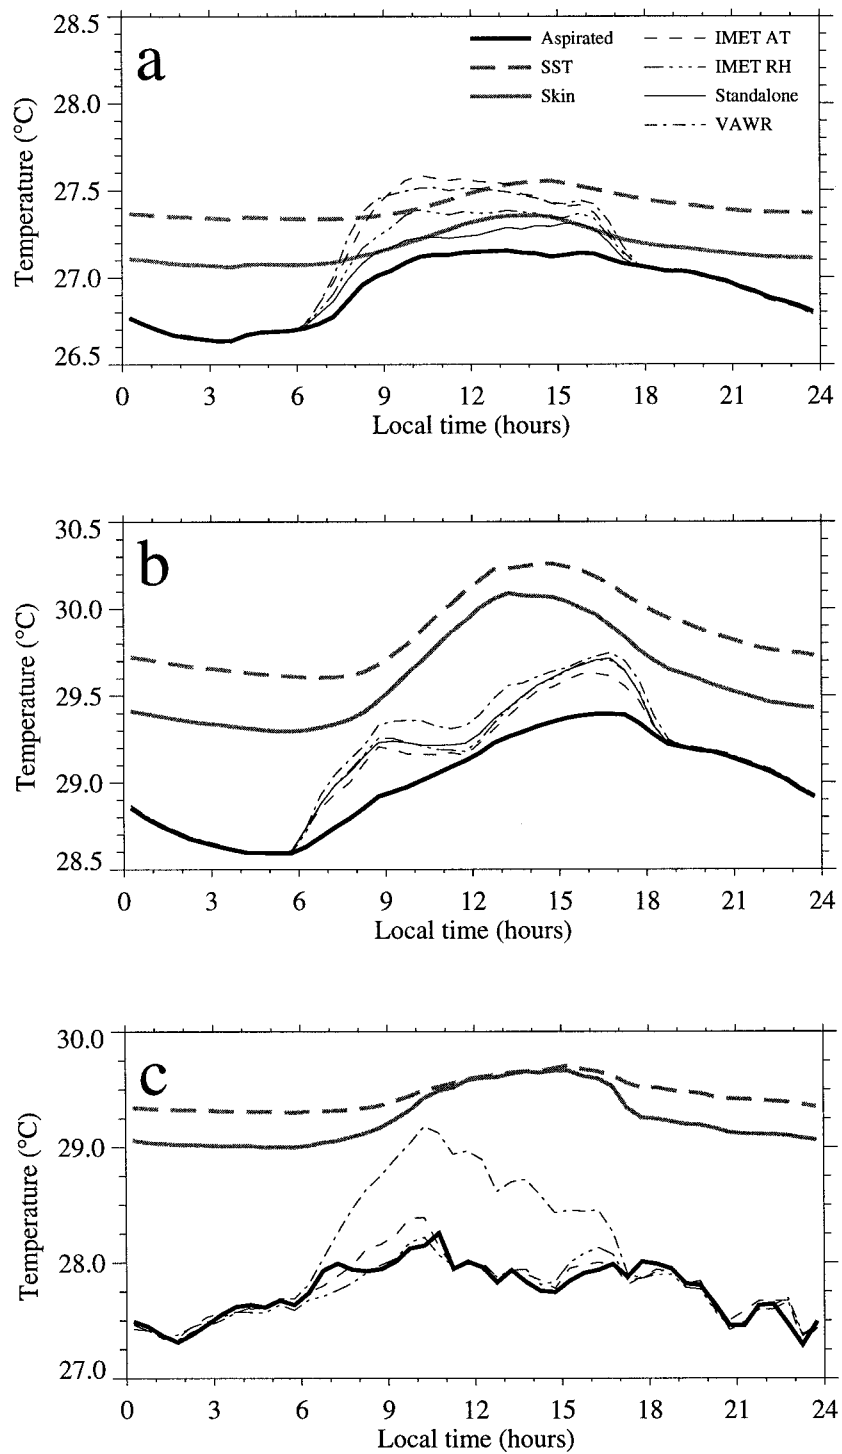 28.5
28.0
27.5
27.0
26.5
Temperature (°C)
a
Aspirated
SST
Skin
IMET AT
IMET RH
Standalone
VAWR
0 3 6 9 12 15 18 21 24
Local time (hours)
30.5
30.0
29.5
29.0
28.5
Temperature (°C)
b
0 3 6 9 12 15 18 21 24
Local time (hours)
30.0
29.0
28.0
27.0
Temperature (°C)
c
0 3 6 9 12 15 18 21 24
Local time (hours)